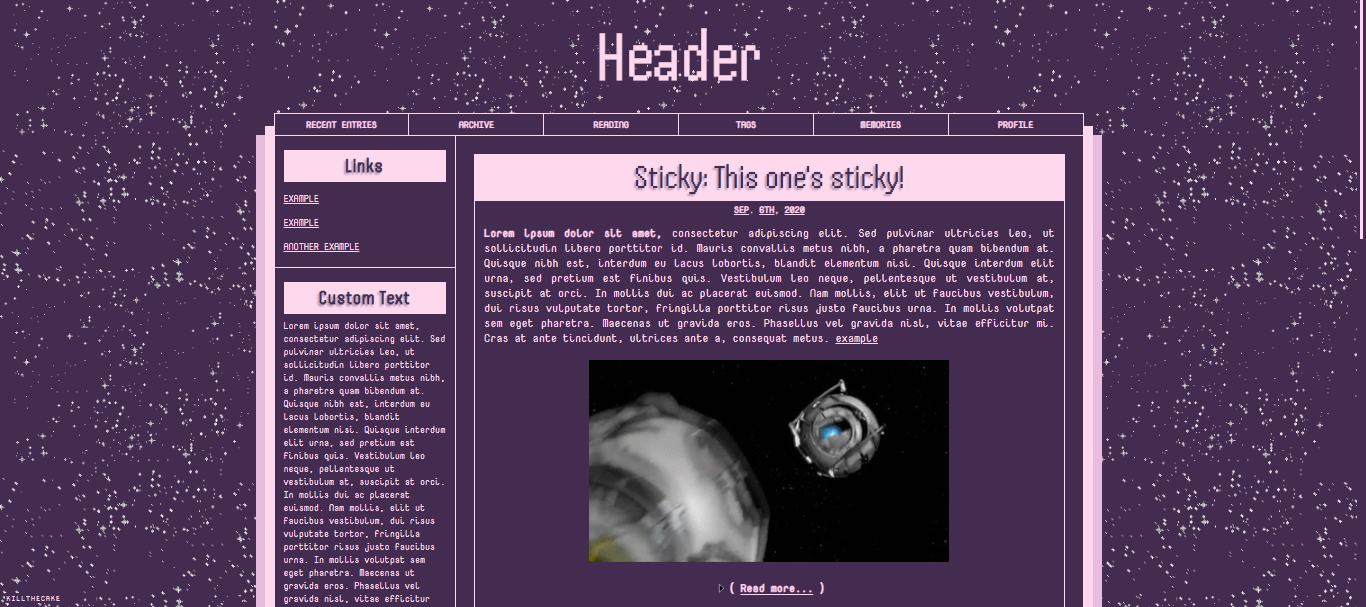 Header
RECENT ENTRIES
ARCHIVE
READING
TAGS
MEMORIES
PROFILE
Links
EXAMPLE
EXAMPLE
ANOTHER EXAMPLE
Custom Text
Lorem ipsum dolor sit amet,
consectetur adipiscing elit. Sed
pulvinar ultricies leo, ut
sollicitudin libero porttitor
id. Mauris convallis metus nibh,
a pharetra quam bibendum at.
Quisque nibh est, interdum eu
lacus lobortis, blandit
elementum nisi. Quisque interdum
elit urna, sed pretium est
finibus quis. Vestibulum leo
neque, pellentesque ut
vestibulum at, suscipit at orci.
In mollis dui ac placerat
euismod. Nam mollis, elit ut
faucibus vestibulum, dui risus
vulputate tortor, fringilla
porttitor risus justo faucibus
urna. In mollis volutpat sem
eget pharetra. Maecenas ut
gravida eros. Phasellus vel
gravida nisl, vitae efficitur
Sticky: This one's sticky!
SEP. 6TH, 2020
Lorem ipsum dolor sit amet, consectetur adipiscing elit. Sed pulvinar ultricies leo, ut
sollicitudin libero porttitor id. Mauris convallis metus nibh, a pharetra quam bibendum at.
Quisque nibh est, interdum eu lacus lobortis, blandit elementum nisi. Quisque interdum elit
urna, sed pretium est finibus quis. Vestibulum leo neque, pellentesque ut vestibulum at,
suscipit at orci. In mollis dui ac placerat euismod. Nam mollis, elit ut faucibus vestibulum,
dui risus vulputate tortor, fringilla porttitor risus justo faucibus urna. In mollis volutpat
sem eget pharetra. Maecenas ut gravida eros. Phasellus vel gravida nisl, vitae efficitur mi.
Cras at ante tincidunt, ultrices ante a, consequat metus. example
( Read more... )
KILLTHECAKE